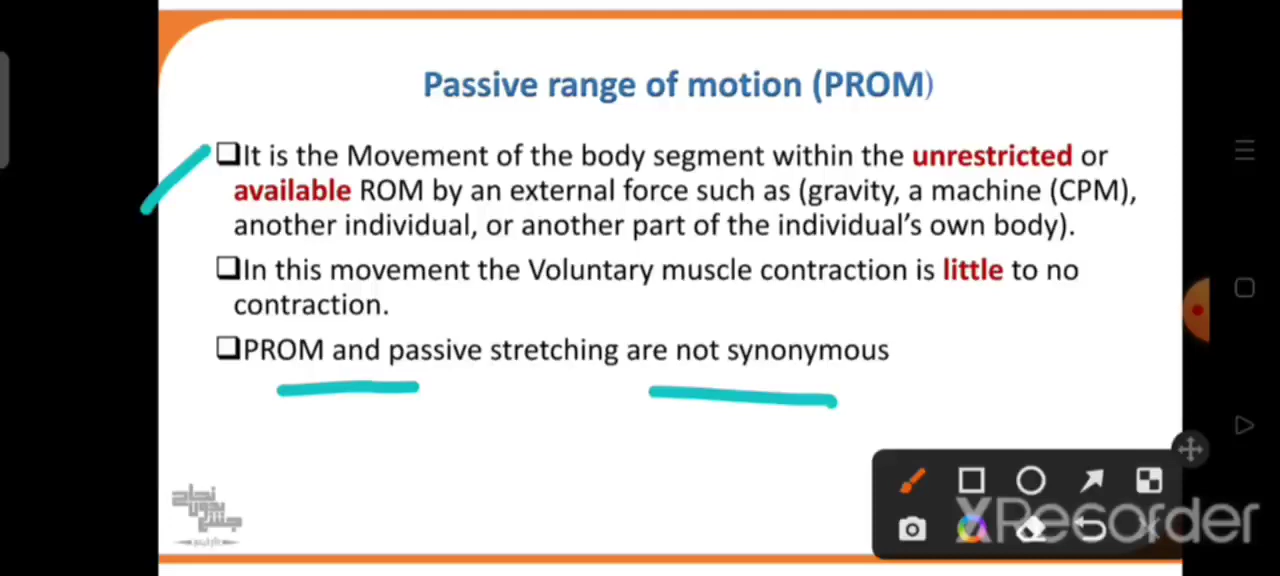 Passive range of motion (PROM)
❑It is the Movement of the body segment within the unrestricted or
available ROM by an external force such as (gravity, a machine (CPM),
another individual, or another part of the individual's own body).
❑In this movement the Voluntary muscle contraction is little to no
contraction.
❑PROM and passive stretching are not synonymous
نجاح
بدون
XRecorder